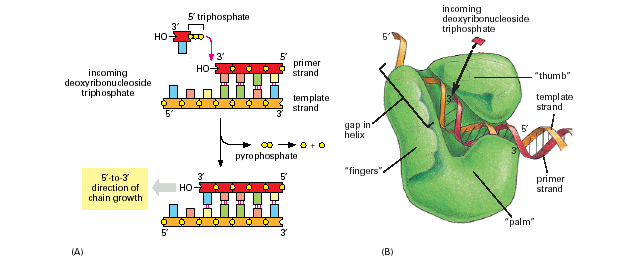 5′ triphosphate
3′
HO
incoming
deoxyribonucleoside
triphosphate
3′
5′
HO
primer
strand
template
strand
5′
3′
pyrophosphate
+
5′-to-3′
direction of
chain growth
3′
5′
HO
5′
3′
(A)
incoming
deoxyribonucleoside
triphosphate
5′
"thumb"
template
strand
3′
gap in
helix
5′
3′
"fingers"
primer
strand
"palm"
(B)